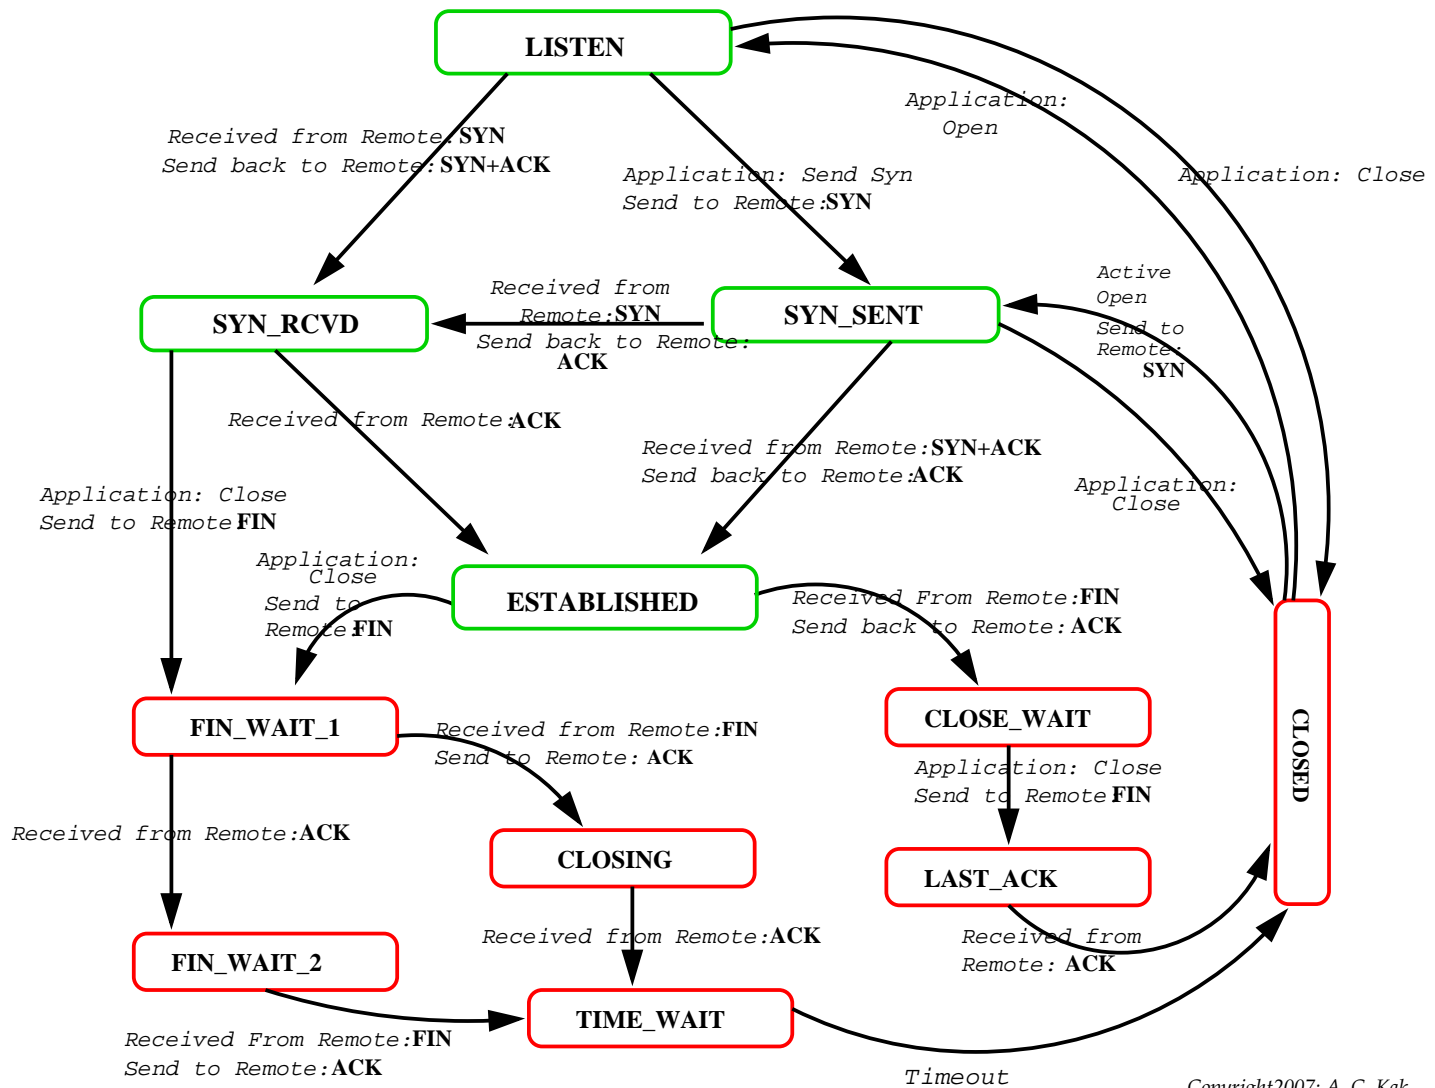 LISTEN
Application:
Open
Received from Remote: SYN
Send back to Remote: SYN+ACK
Application: Send Syn
Send to Remote:SYN
Application: Close
SYN_RCVD
Received from
Remote:SYN
Send back to Remote:
ACK
SYN_SENT
Active
Open
Send to
Remote:
SYN
Received from Remote:ACK
Received from Remote:SYN+ACK
Send back to Remote:ACK
Application:
Close
Application: Close
Send to Remote:FIN
Application:
Close
Send to
Remote:FIN
ESTABLISHED
Received From Remote:FIN
Send back to Remote: ACK
FIN_WAIT_1
Received from Remote:FIN
Send to Remote: ACK
CLOSE_WAIT
CLOSED
Application: Close
Send to Remote:FIN
Received from Remote:ACK
CLOSING
LAST_ACK
Received from Remote:ACK
Received from
Remote: ACK
FIN_WAIT_2
TIME_WAIT
Received From Remote:FIN
Send to Remote:ACK
Timeout
Copyright2007: A. C. Kak